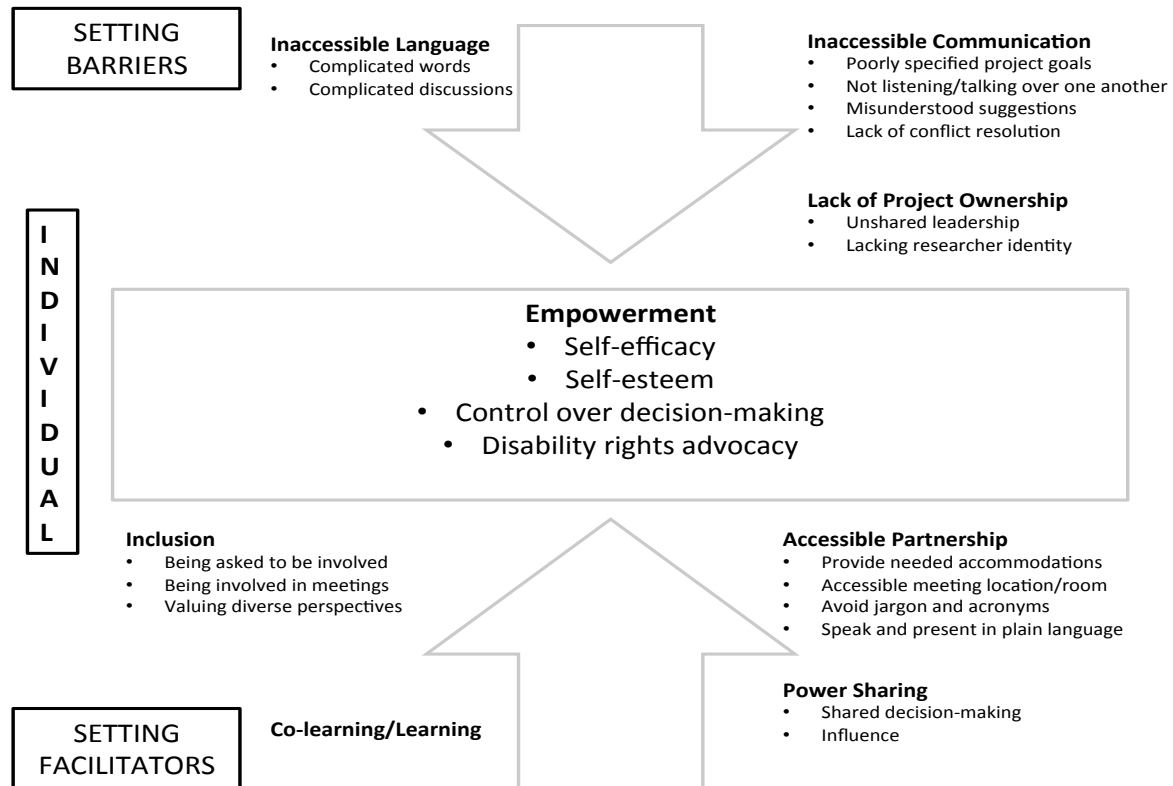 SETTING
BARRIERS
Inaccessible Language
• Complicated words
• Complicated discussions
Inaccessible Communication
• Poorly specified project goals
• Not listening/talking over one another
• Misunderstood suggestions
• Lack of conflict resolution
Lack of Project Ownership
• Unshared leadership
• Lacking researcher identity
I
N
D
I
V
I
D
U
A
L
Empowerment
• Self-efficacy
• Self-esteem
• Control over decision-making
• Disability rights advocacy
Inclusion
• Being asked to be involved
• Being involved in meetings
• Valuing diverse perspectives
Accessible Partnership
• Provide needed accommodations
• Accessible meeting location/room
• Avoid jargon and acronyms
• Speak and present in plain language
Power Sharing
• Shared decision-making
• Influence
SETTING
FACILITATORS
Co-learning/Learning